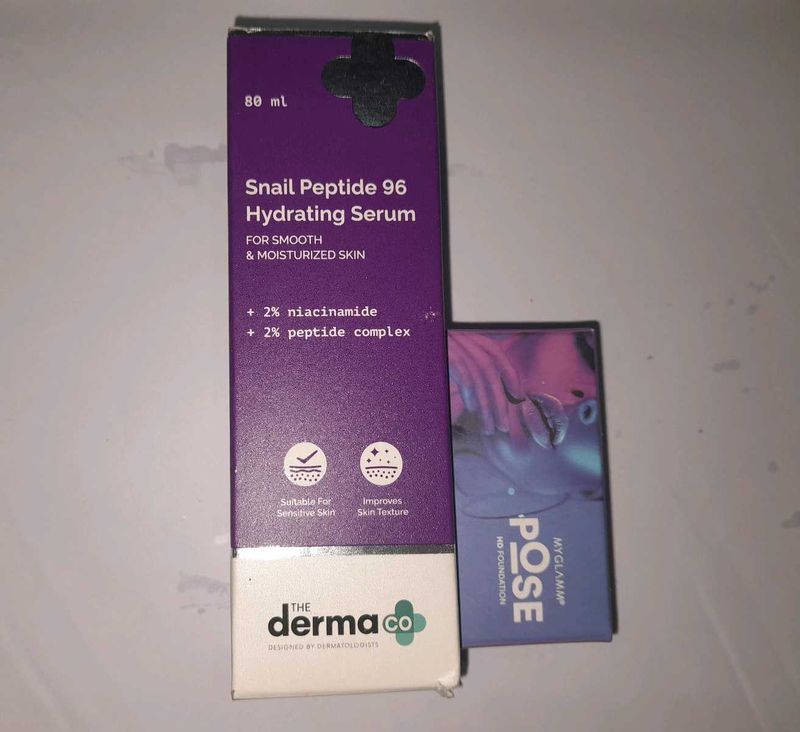 80 ml
Snail Peptide 96
Hydrating Serum
FOR SMOOTH
& MOISTURIZED SKIN
+ 2% niacinamide
+ 2% peptide complex
Suitable For
Sensitive Skin
Improves
Skin Texture
THE
derma co
DESIGNED BY DERMATOLOGISTS
MYGLAMM
POSE
HD FOUNDATION